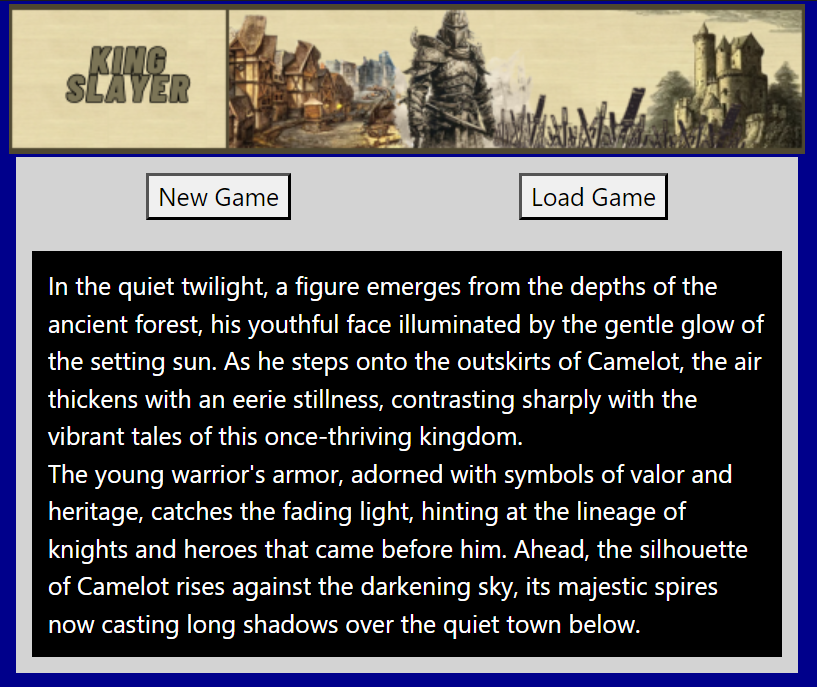 KING
SLAYER
New Game
Load Game
In the quiet twilight, a figure emerges from the depths of the
ancient forest, his youthful face illuminated by the gentle glow of
the setting sun. As he steps onto the outskirts of Camelot, the air
thickens with an eerie stillness, contrasting sharply with the
vibrant tales of this once-thriving kingdom.
The young warrior's armor, adorned with symbols of valor and
heritage, catches the fading light, hinting at the lineage of
knights and heroes that came before him. Ahead, the silhouette
of Camelot rises against the darkening sky, its majestic spires
now casting long shadows over the quiet town below.